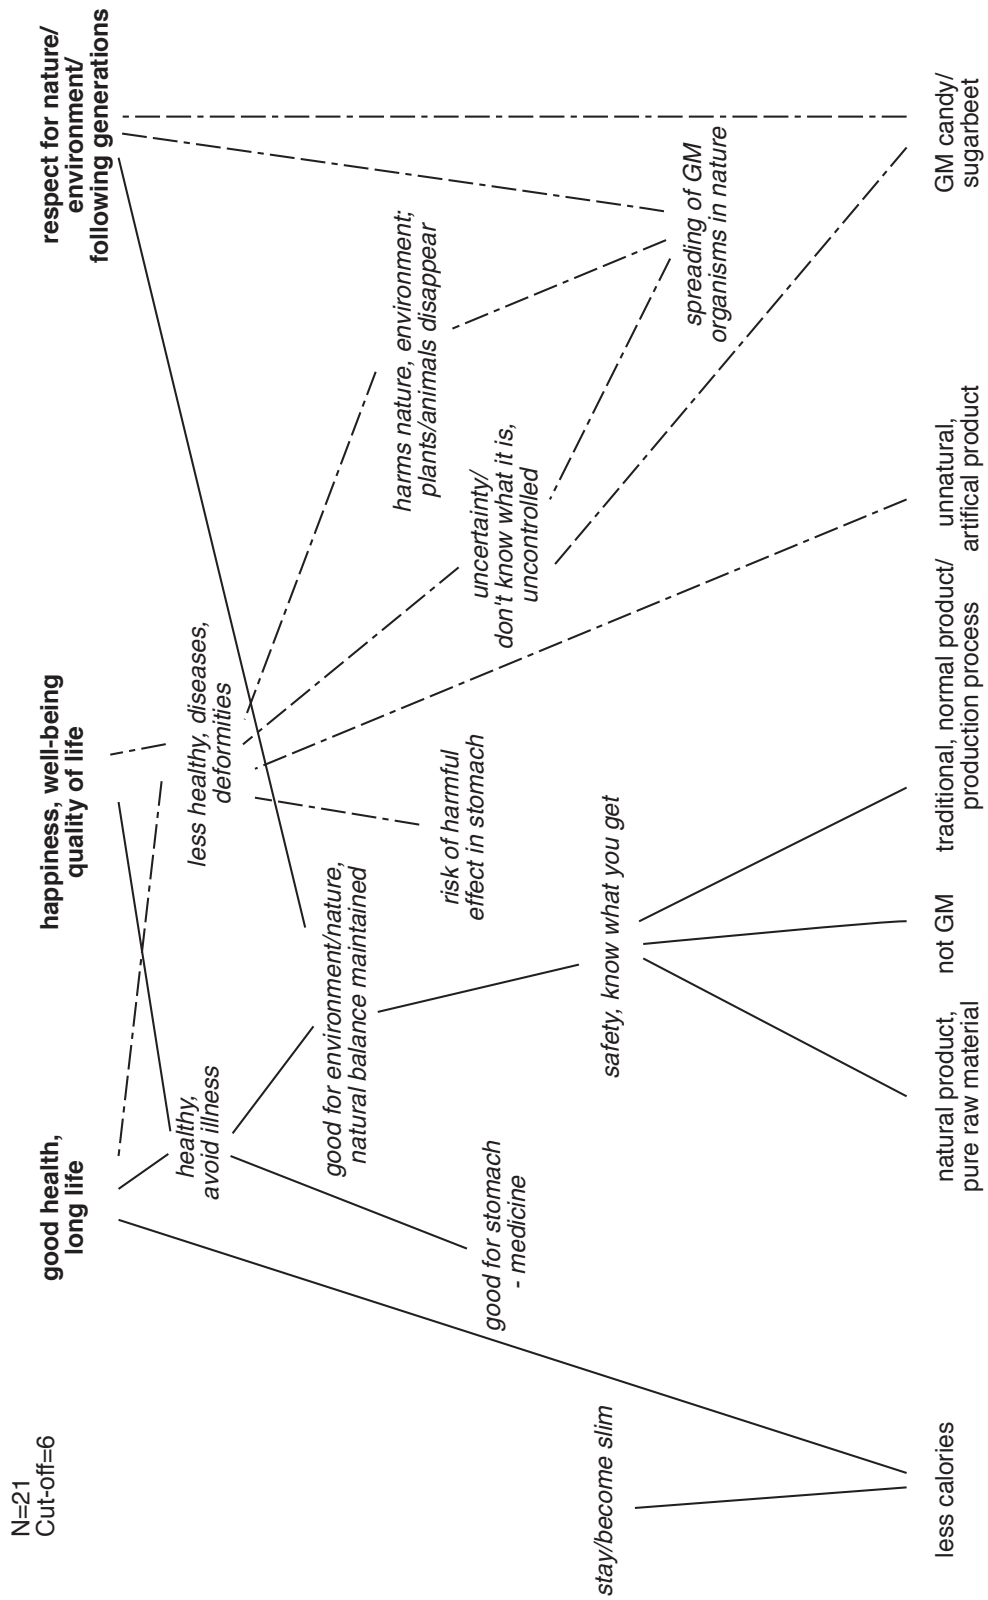 N=21
Cut-off=6
good health,
long life
happiness, well-being
quality of life
respect for nature/
environment/
following generations
healthy,
avoid illness
less healthy, diseases,
deformities
good for environment/nature,
natural balance maintained
harms nature, environment;
plants/animals disappear
risk of harmful
effect in stomach
uncertainty/
don't know what it is,
uncontrolled
good for stomach
- medicine
stay/become slim
safety, know what you get
spreading of GM
organisms in nature
less calories
natural product,
pure raw material
not GM
traditional, normal product/
production process
unnatural,
artifical product
GM candy/
sugarbeet